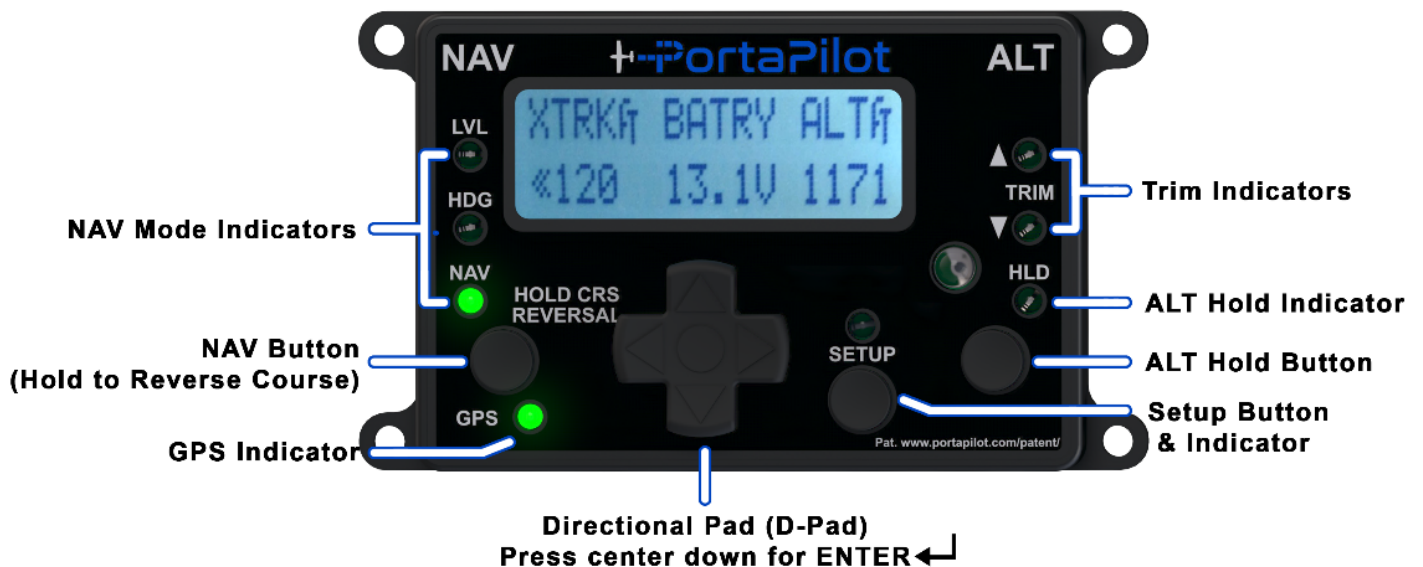 NAV PortaPilot ALT
XTRK BATRY ALT
«120 13.1V 1171
LVL
HDG
NAV
NAV Mode Indicators
HOLD CRS
REVERSAL
NAV Button
(Hold to Reverse Course)
GPS
GPS Indicator
TRIM
Trim Indicators
HLD
ALT Hold Indicator
SETUP
ALT Hold Button
Setup Button
& Indicator
Pat. www.portapilot.com/patent/
Directional Pad (D-Pad)
Press center down for ENTER